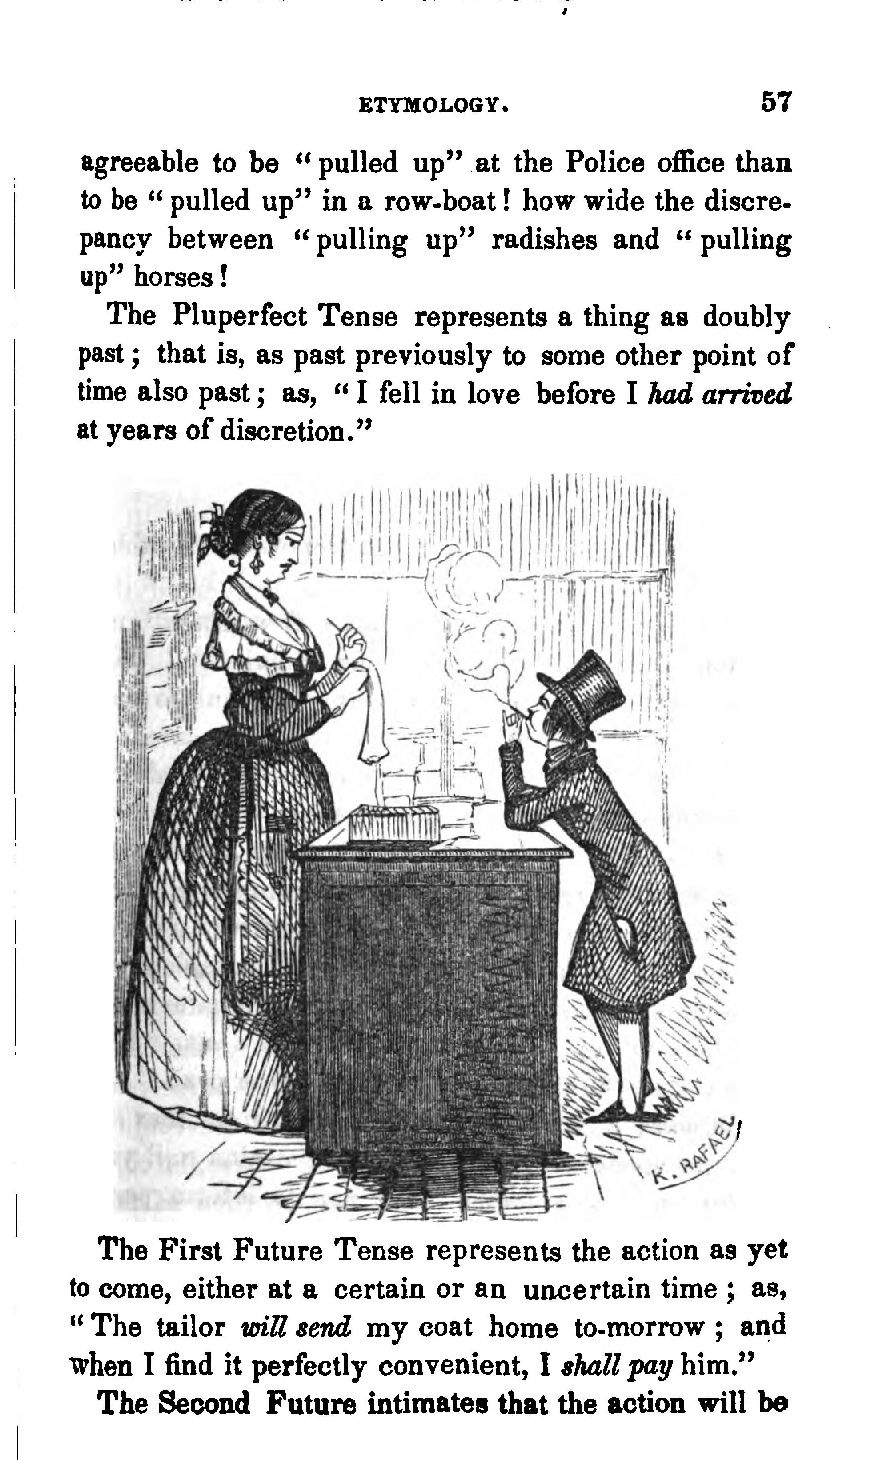 ETYMOLOGY. 57
agreeable to be “ pulled up” at the Police office than
to be “ pulled up” in a row-boat ! how wide the discre-
pancy between “ pulling up” radishes and “ pulling
up” horses !
The Pluperfect Tense represents a thing as doubly
past ; that is, as past previously to some other point of
time also past ; as, “ I fell in love before I had arrived
at years of discretion.”
K. RAFAEL
The First Future Tense represents the action as yet
to come, either at a certain or an uncertain time ; as,
“ The tailor will send my coat home to-morrow ; and
when I find it perfectly convenient, I shall pay him.”
The Second Future intimates that the action will be